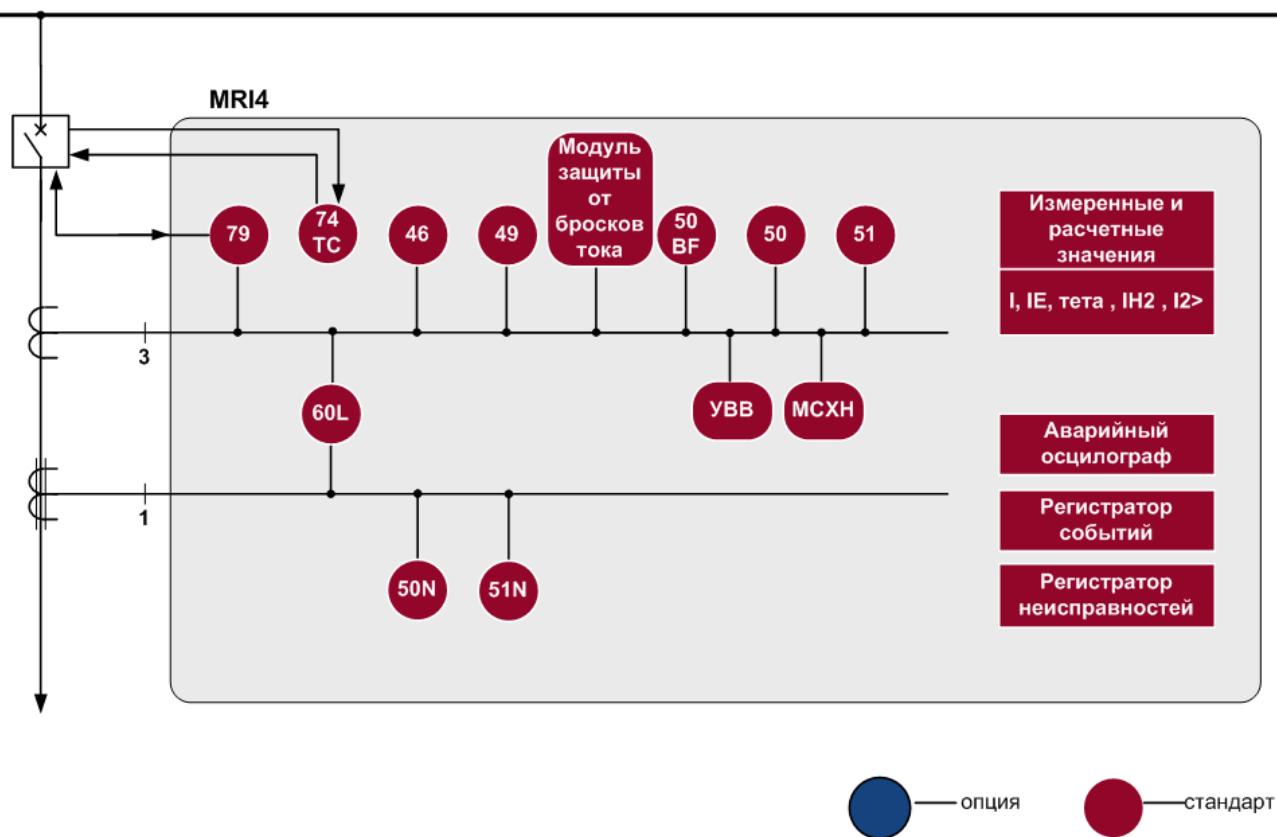 MRI4
Модуль
защиты
от
бросков
тока
79
74
TC
46
49
50
BF
50
51
Измеренные и
расчетные
значения
I, IE, тета , IH2 , I2>
3
60L
УВВ
МСХН
Аварийный
осцилограф
1
Регистратор
событий
50N
51N
Регистратор
неисправностей
опция
стандарт